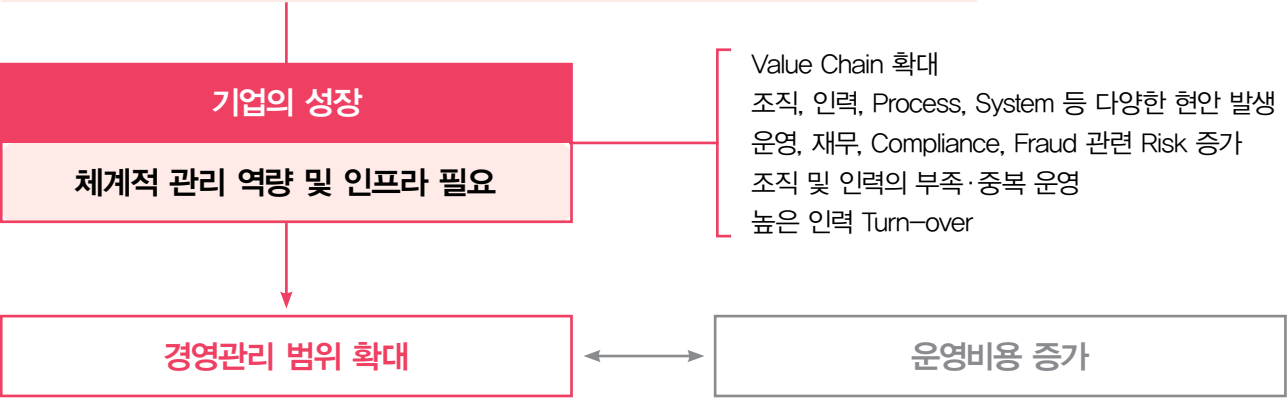 기업의 성장
체계적 관리 역량 및 인프라 필요
Value Chain 확대
조직, 인력, Process, System 등 다양한 현안 발생
운영, 재무, Compliance, Fraud 관련 Risk 증가
조직 및 인력의 부족·중복 운영
높은 인력 Turn-over
경영관리 범위 확대
운영비용 증가